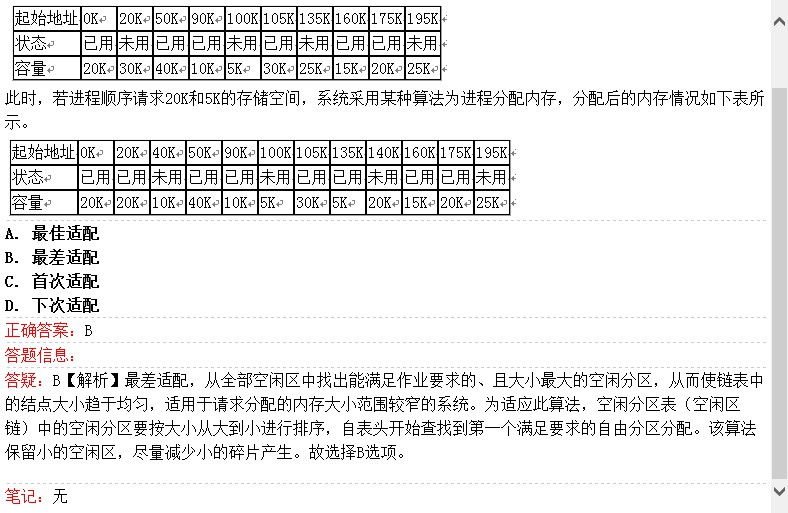 起始地址 0K 20K 50K 90K 100K 105K 135K 160K 175K 195K
状态 已用 未用 已用 已用 未用 已用 未用 已用 已用 未用
容量 20K 30K 40K 10K 5K 30K 25K 15K 20K 25K
此时，若进程顺序请求20K和5K的存储空间，系统采用某种算法为进程分配内存，分配后的内存情况如下表所
示。
起始地址 0K 20K 40K 50K 90K 100K 105K 135K 140K 160K 175K 195K
状态 已用 已用 未用 已用 已用 未用 已用 已用 未用 已用 已用 未用
容量 20K 20K 10K 40K 10K 5K 30K 5K 20K 15K 20K 25K
A. 最佳适配
B. 最差适配
C. 首次适配
D. 下次适配
正确答案：B
答题信息：
答疑：B【解析】最差适配，从全部空闲区中找出能满足作业要求的、且大小最大的空闲分区，从而使链表中
的结点大小趋于均匀，适用于请求分配的内存大小范围较窄的系统。为适应此算法，空闲分区表（空闲区
链）中的空闲分区要按大小从大到小进行排序，自表头开始查找到第一个满足要求的自由分区分配。该算法
保留小的空闲区，尽量减少小的碎片产生。故选择B选项。
笔记：无